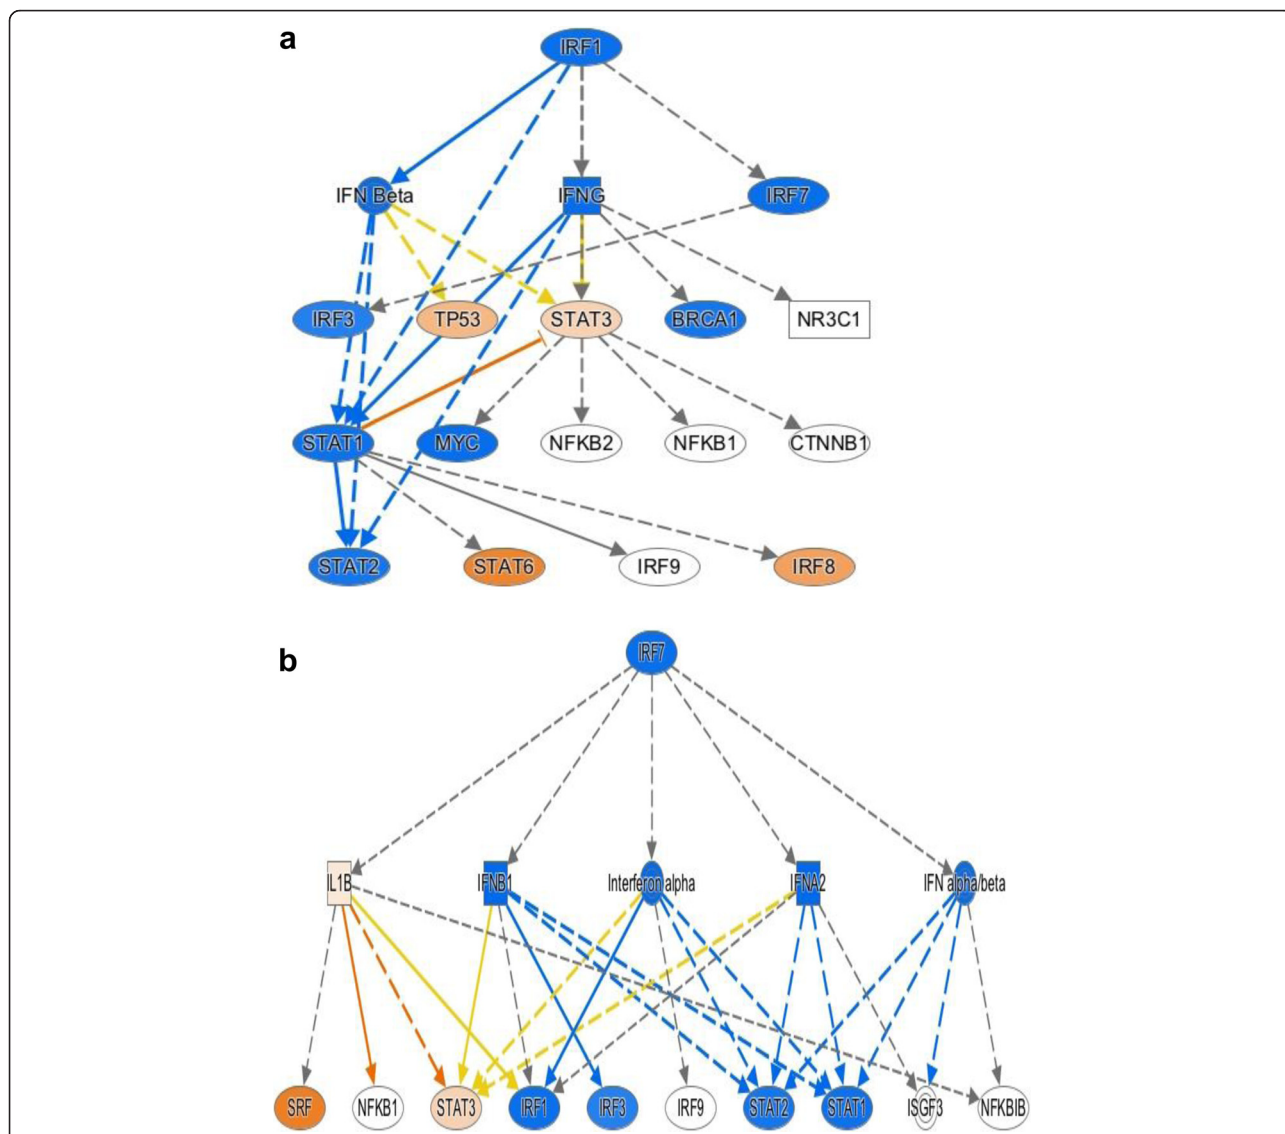 a
IRF1
IFN Beta IFNG IRF7
IRF3 TP53 STAT3 BRCA1 NR3C1
STAT1 MYC NFKB2 NFKB1 CTNNB1
STAT2 STAT6 IRF9 IRF8
b
IRF7
IL1B IFNB1 Interferon alpha IFNA2 IFN alpha/beta
SRF NFKB1 STAT3 IRF1 IRF3 IRF9 STAT2 STAT1 ISGF3 NFKBIB